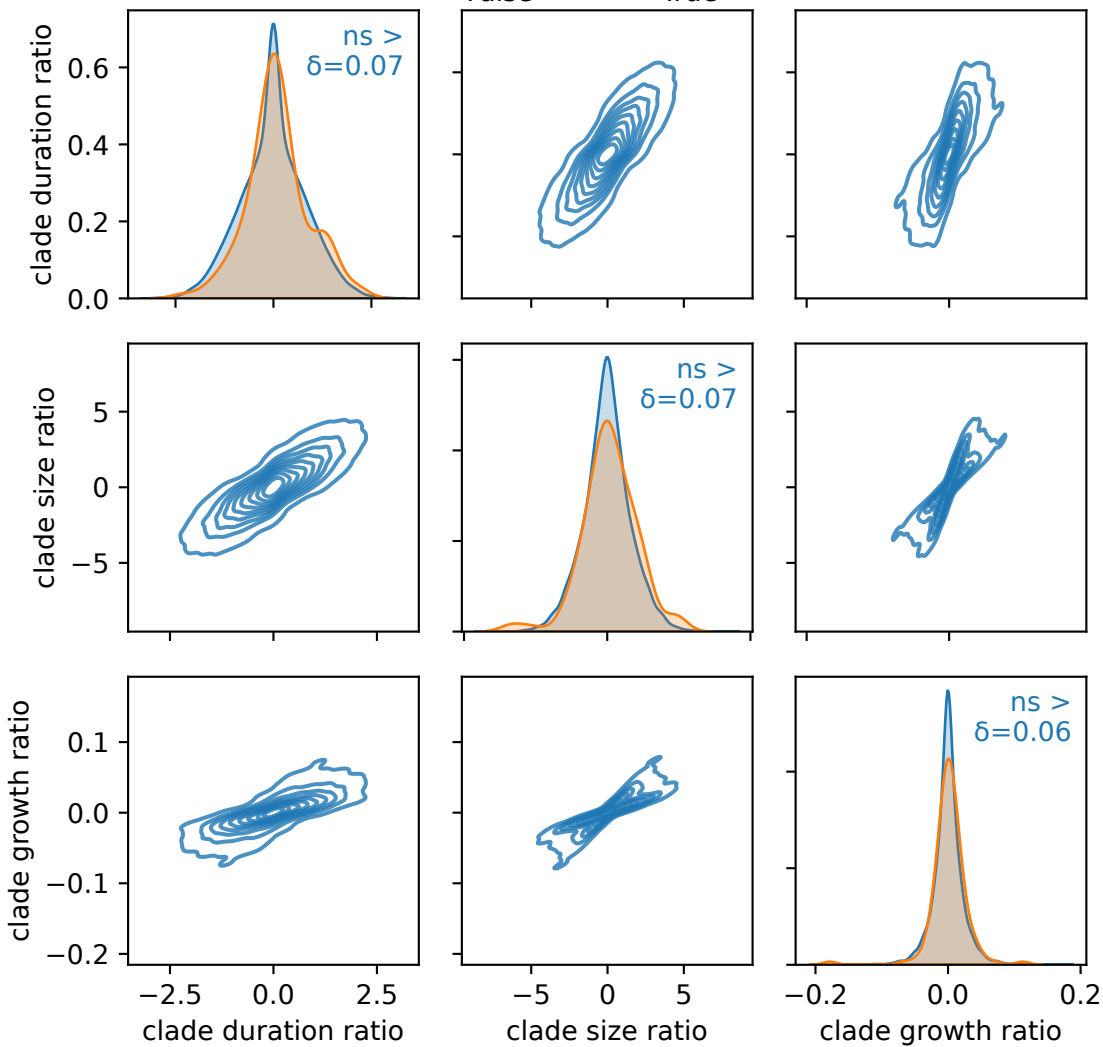 clade duration ratio
0.6
0.4
0.2
0.0
ns >
δ=0.07
clade size ratio
5
0
−5
ns >
δ=0.07
clade growth ratio
0.1
0.0
−0.1
−0.2
ns >
δ=0.06
−2.5
0.0
2.5
−5
0
5
−0.2
0.0
0.2
clade duration ratio
clade size ratio
clade growth ratio